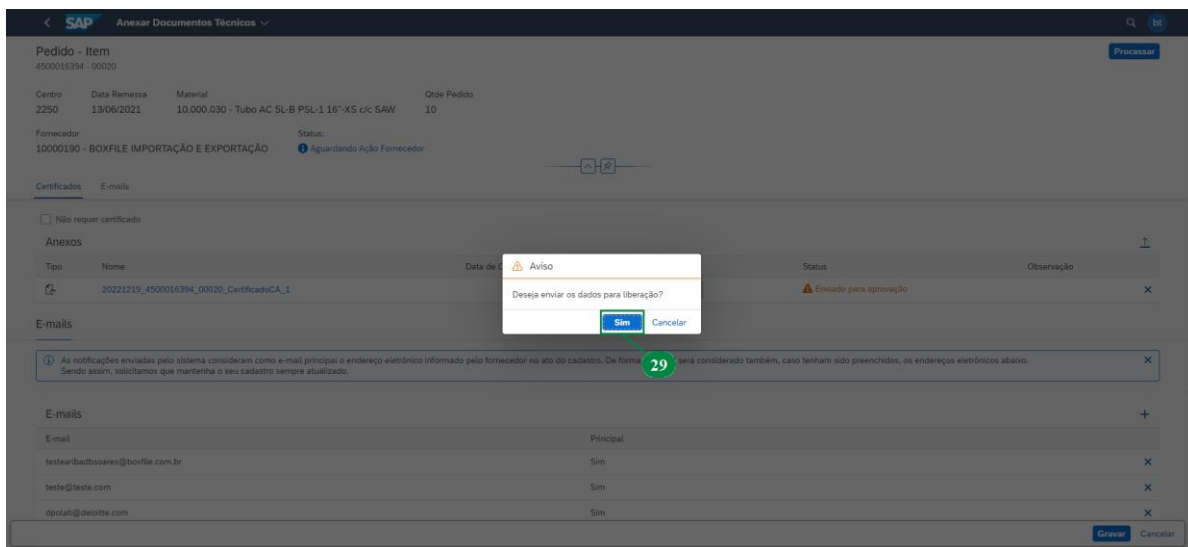 SAP Anexar Documentos Técnicos bt
Pedido - Item
4500016394 - 00020
Processar
Centro Data Remessa Material Qtde Pedido
2250 13/06/2021 10.000.030 - Tubo AC 5L-B PSL-1 16"-XS c/c SAW 10
Fornecedor Status:
10000190 - BOXFILE IMPORTAÇÃO E EXPORTAÇÃO Aguardando Ação Fornecedor
Certificados E-mails
Não requer certificado
Anexos
Tipo Nome Data de Status Observação
20221219_4500016394_00020_CertificadoCA_1 Enviado para aprovação
Aviso
Deseja enviar os dados para liberação?
Sim Cancelar
29
E-mails
As notificações enviadas pelo sistema consideram como e-mail principal o endereço eletrônico informado pelo fornecedor no ato do cadastro. De forma será considerado também, caso tenham sido preenchidos, os endereços eletrônicos abaixo.
Sendo assim, solicitamos que mantenha o seu cadastro sempre atualizado.
E-mails
E-mail Principal
testearibadbsoares@boxfile.com.br Sim
teste@teste.com Sim
dpolati@deloitte.com Sim
Gravar Cancelar